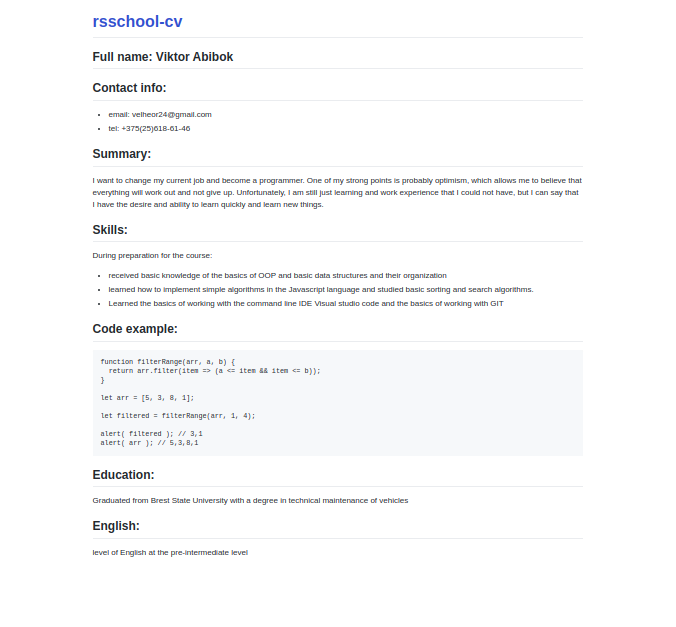 rsschool-cv
Full name: Viktor Abibok
Contact info:
• email: velheor24@gmail.com
• tel: +375(25)618-61-46
Summary:
I want to change my current job and become a programmer. One of my strong points is probably optimism, which allows me to believe that
everything will work out and not give up. Unfortunately, I am still just learning and work experience that I could not have, but I can say that
I have the desire and ability to learn quickly and learn new things.
Skills:
During preparation for the course:
• received basic knowledge of the basics of OOP and basic data structures and their organization
• learned how to implement simple algorithms in the Javascript language and studied basic sorting and search algorithms.
• Learned the basics of working with the command line IDE Visual studio code and the basics of working with GIT
Code example:
function filterRange(arr, a, b) {
  return arr.filter(item => (a <= item && item <= b));
}
let arr = [5, 3, 8, 1];
let filtered = filterRange(arr, 1, 4);
alert( filtered ); // 3,1
alert( arr ); // 5,3,8,1
Education:
Graduated from Brest State University with a degree in technical maintenance of vehicles
English:
level of English at the pre-intermediate level